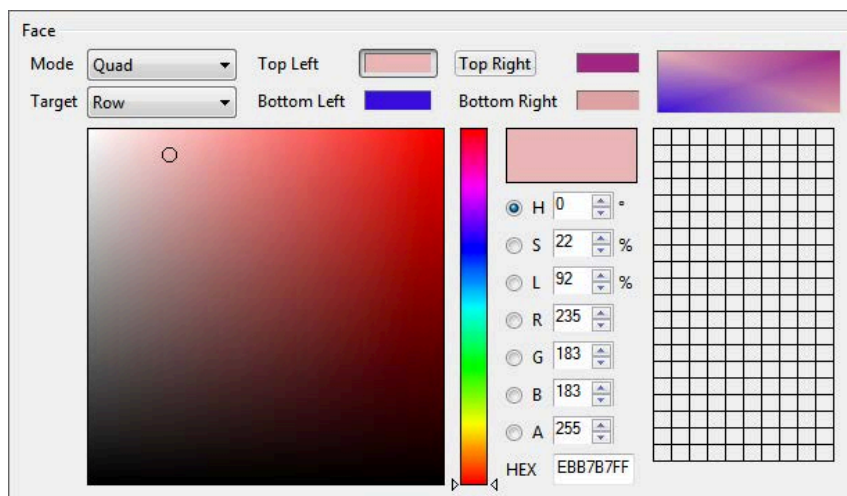 Face
Mode Quad Top Left Top Right
Target Row Bottom Left Bottom Right
H 0 °
S 22 %
L 92 %
R 235
G 183
B 183
A 255
HEX EBB7B7FF